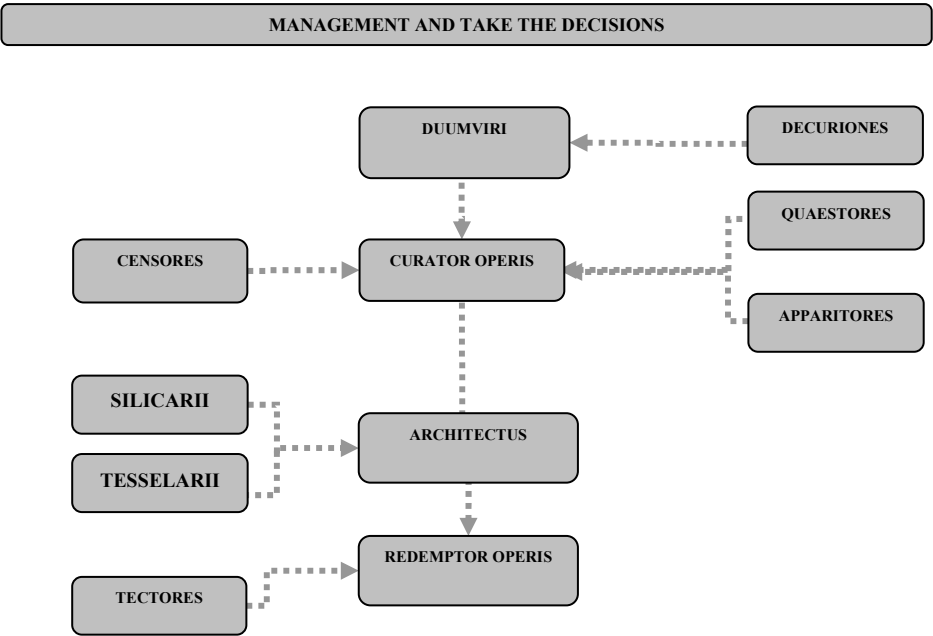 MANAGEMENT AND TAKE THE DECISIONS
DUUMVIRI
DECURIONES
QUAESTORES
CENSORES
CURATOR OPERIS
APPARITORES
SILICARII
ARCHITECTUS
TESSELARII
REDEMPTOR OPERIS
TECTORES